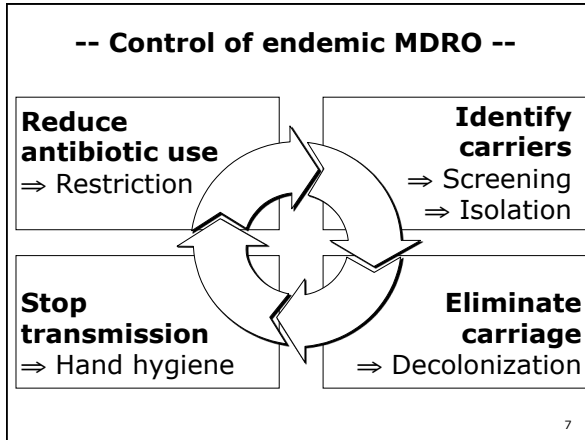 -- Control of endemic MDRO --
Reduce
antibiotic use
⇒ Restriction
Identify
carriers
⇒ Screening
⇒ Isolation
Stop
transmission
⇒ Hand hygiene
Eliminate
carriage
⇒ Decolonization
7